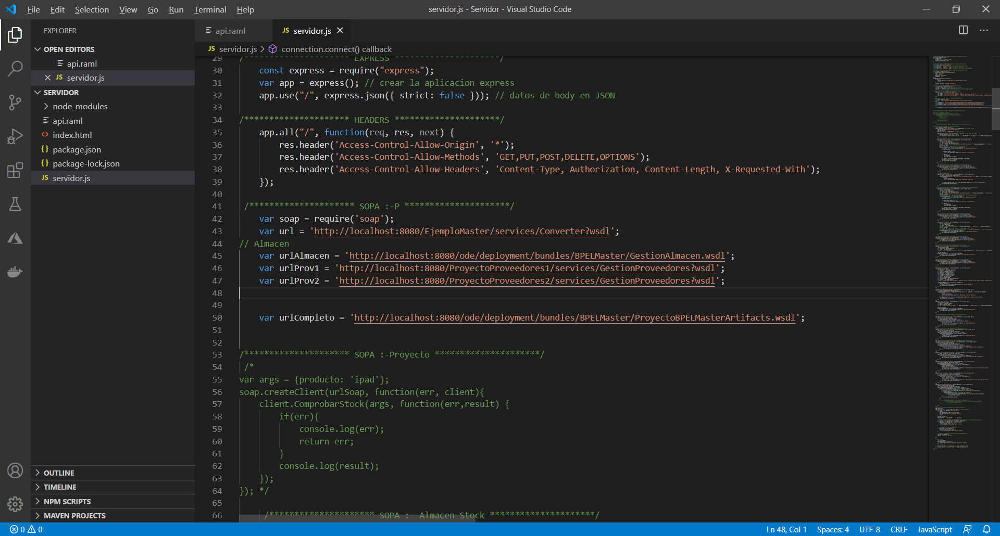 File Edit Selection View Go Run Terminal Help
servidor.js - Servidor - Visual Studio Code
EXPLORER
OPEN EDITORS
api.raml
JS servidor.js
SERVIDOR
node_modules
api.raml
<> index.html
{} package.json
{} package-lock.json
JS servidor.js
OUTLINE
TIMELINE
NPM SCRIPTS
MAVEN PROJECTS
api.raml
JS servidor.js
JS servidor.js > connection.connect() callback
29 /********************* EXPRESS *********************/
30 const express = require("express");
31 var app = express(); // crear la aplicacion express
32 app.use("/", express.json({ strict: false })); // datos de body en JSON
33
34 /********************* HEADERS *********************/
35 app.all("/", function(req, res, next) {
36 res.header('Access-Control-Allow-Origin', '*');
37 res.header('Access-Control-Allow-Methods', 'GET,PUT,POST,DELETE,OPTIONS');
38 res.header('Access-Control-Allow-Headers', 'Content-Type, Authorization, Content-Length, X-Requested-With');
39 });
40
41 /********************* SOPA :-P *********************/
42 var soap = require('soap');
43 var url = 'http://localhost:8080/EjemploMaster/services/Converter?wsdl';
44 // Almacen
45 var urlAlmacen = 'http://localhost:8080/ode/deployment/bundles/BPELMaster/GestionAlmacen.wsdl';
46 var urlProv1 = 'http://localhost:8080/ProyectoProveedores1/services/GestionProveedores?wsdl';
47 var urlProv2 = 'http://localhost:8080/ProyectoProveedores2/services/GestionProveedores?wsdl';
48
49
50 var urlCompleto = 'http://localhost:8080/ode/deployment/bundles/BPELMaster/ProyectoBPELMasterArtifacts.wsdl';
51
52
53 /********************* SOPA :-Proyecto *********************/
54 /*
55 var args = {producto: 'ipad'};
56 soap.createClient(urlSoap, function(err, client){
57 client.ComprobarStock(args, function(err,result) {
58 if(err){
59 console.log(err);
60 return err;
61 }
62 console.log(result);
63 });
64 }); */
65
66 /********************* SOPA :- Almacen Stock *********************/
0 0
Ln 48, Col 1 Spaces: 4 UTF-8 CRLF JavaScript